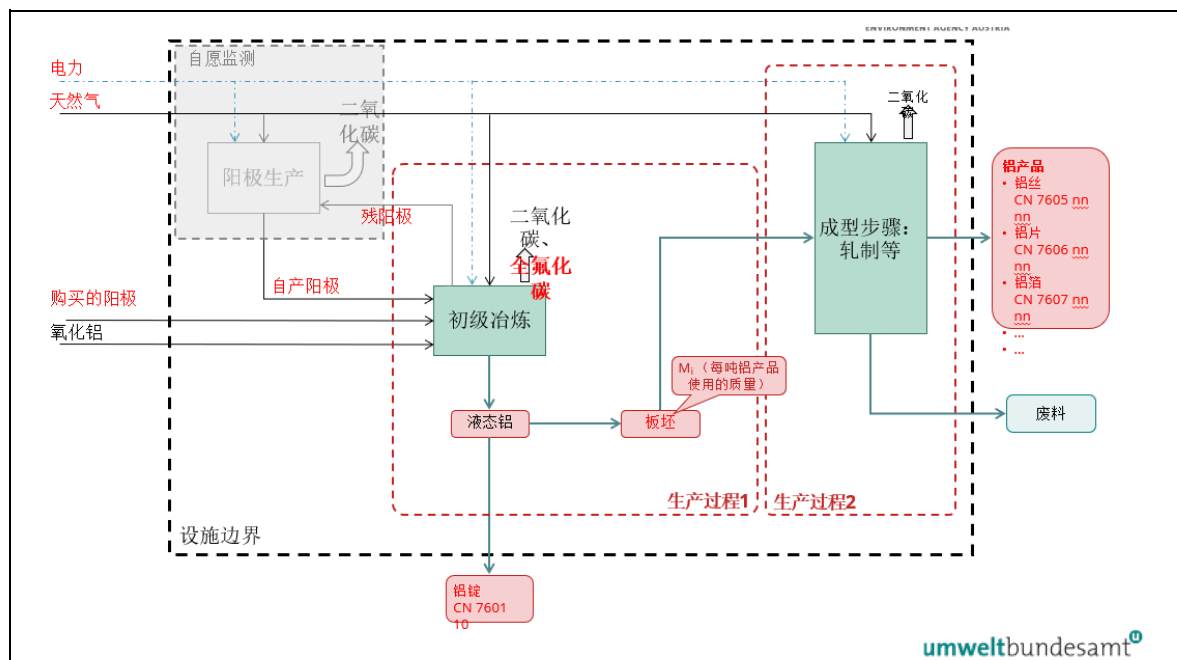 ENVIRONMENT AGENCY AUSTRIA
自愿监测
电力
天然气
二氧
化碳
二氧化
碳
阳极生产
残阳极
二氧化
碳、
全氟化
碳
成型步骤：
轧制等
铝产品
• 铝丝
CN 7605 nn
nn
• 铝片
CN 7606 nn
nn
• 铝箔
CN 7607 nn
nn
• ...
• ...
自产阳极
购买的阳极
氧化铝
初级冶炼
Mi（每吨铝产品
使用的质量）
液态铝
板坯
废料
生产过程1
生产过程2
设施边界
铝锭
CN 7601
10
umweltbundesamt
u